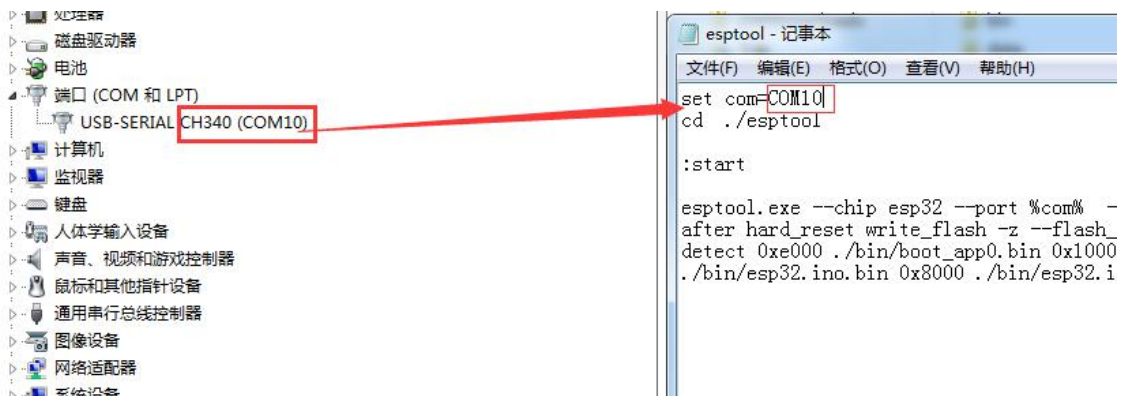 处理器
磁盘驱动器
电池
端口 (COM 和 LPT)
USB-SERIAL CH340 (COM10)
计算机
监视器
键盘
人体学输入设备
声音、视频和游戏控制器
鼠标和其他指针设备
通用串行总线控制器
图像设备
网络适配器
系统设备
esptool - 记事本
文件(F) 编辑(E) 格式(O) 查看(V) 帮助(H)
set com=COM10
cd ./esptool
:start
esptool.exe --chip esp32 --port %com% -
after hard_reset write_flash -z --flash_
detect 0xe000 ./bin/boot_app0.bin 0x1000
./bin/esp32.ino.bin 0x8000 ./bin/esp32.i